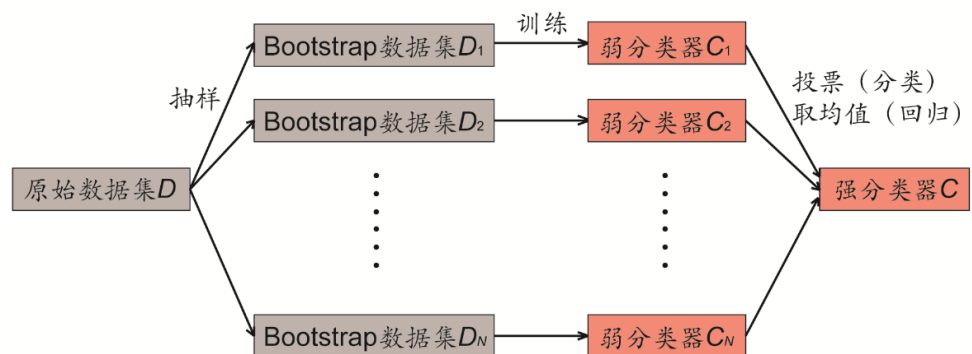 训练
Bootstrap数据集D₁
弱分类器C₁
抽样
投票（分类）
取均值（回归）
Bootstrap数据集D₂
弱分类器C₂
原始数据集D
强分类器C
Bootstrap数据集Dₙ
弱分类器Cₙ